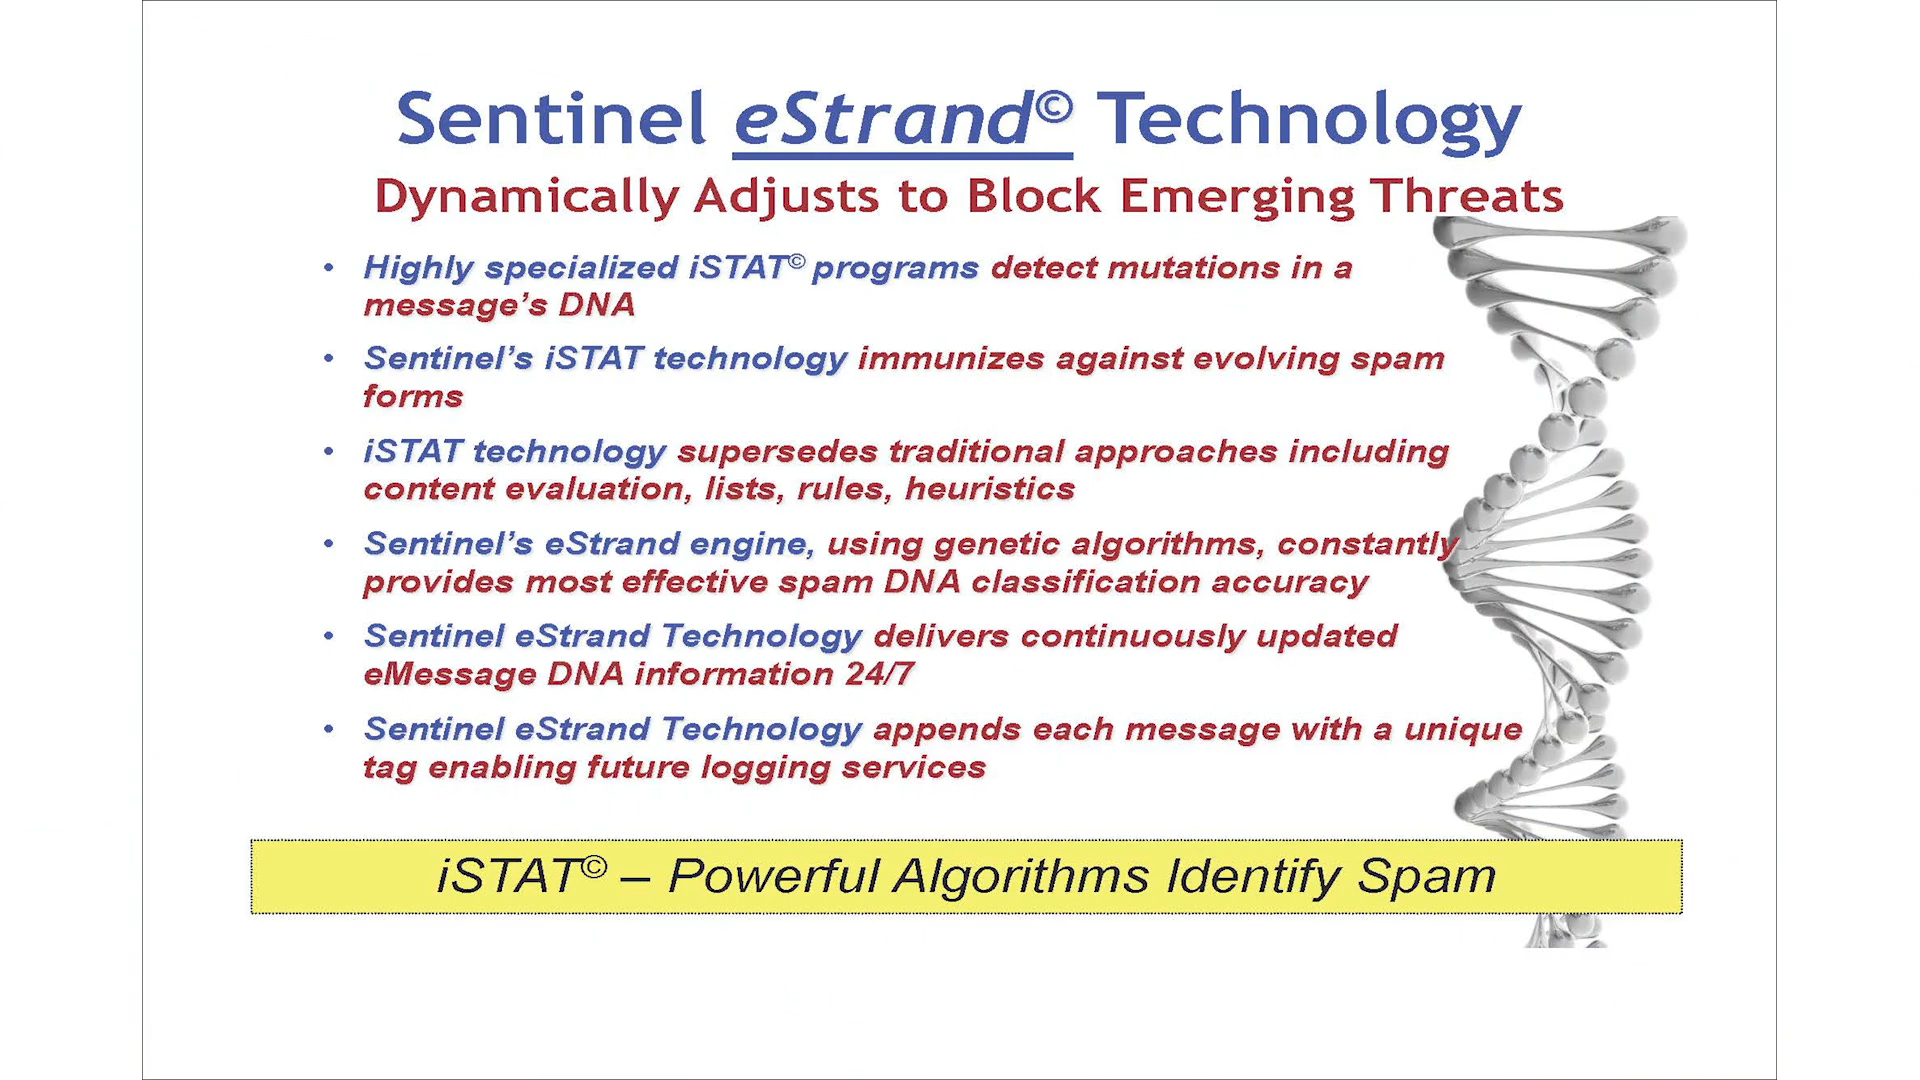 Sentinel eStrand© Technology
Dynamically Adjusts to Block Emerging Threats
• Highly specialized iSTAT© programs detect mutations in a
message’s DNA
• Sentinel’s iSTAT technology immunizes against evolving spam
forms
• iSTAT technology supersedes traditional approaches including
content evaluation, lists, rules, heuristics
• Sentinel’s eStrand engine, using genetic algorithms, constantly
provides most effective spam DNA classification accuracy
• Sentinel eStrand Technology delivers continuously updated
eMessage DNA information 24/7
• Sentinel eStrand Technology appends each message with a unique
tag enabling future logging services
iSTAT© – Powerful Algorithms Identify Spam